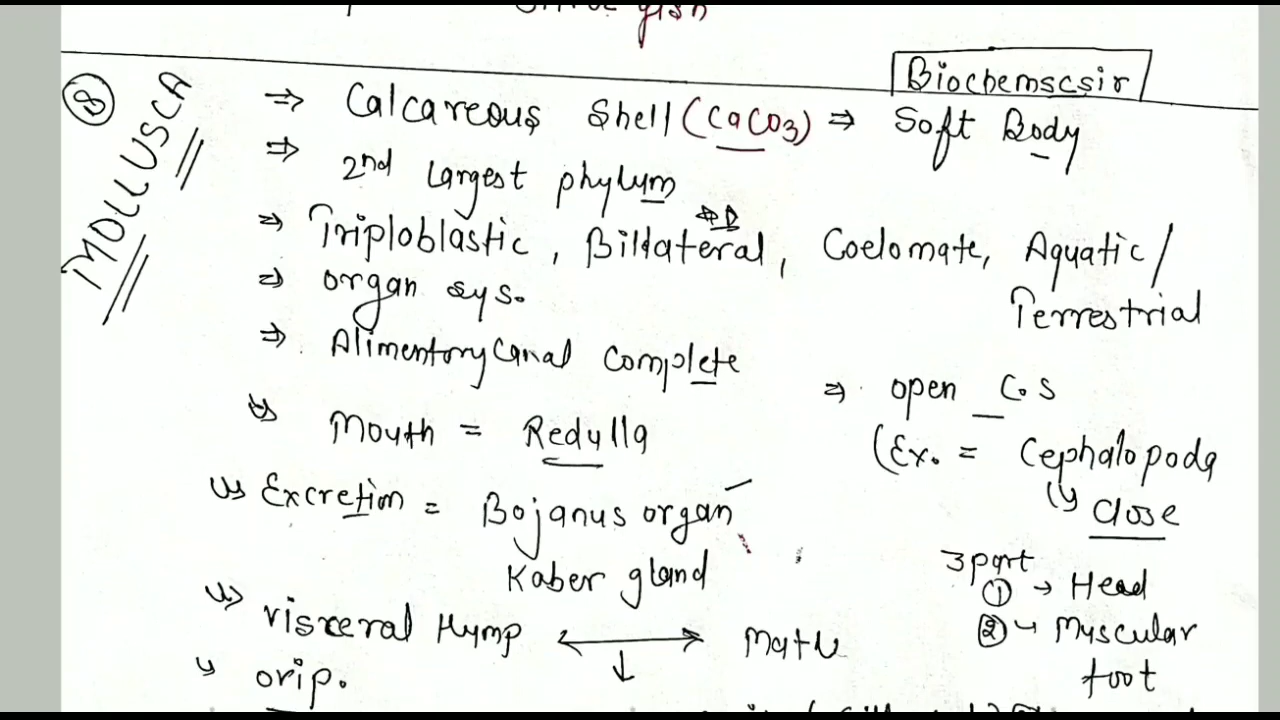 Biochemscsir
8
MOLLUSCA
⇒ Calcareous Shell (CaCO3) ⇒ Soft Body
⇒ 2nd Largest phylum
⇒ Triploblastic, Bilateral, Coelomate, Aquatic/
Terrestrial
⇒ organ sys.
⇒ Alimentory Canal Complete
⇒ Mouth = Redulla
⇒ Excretion = Bojanus organ
Kaber gland
⇒ open C.S
(Ex. = Cephalopoda
↳ Close
3 part
① → Head
② → Muscular
foot
⇒ Visceral Hump ↔
orip.